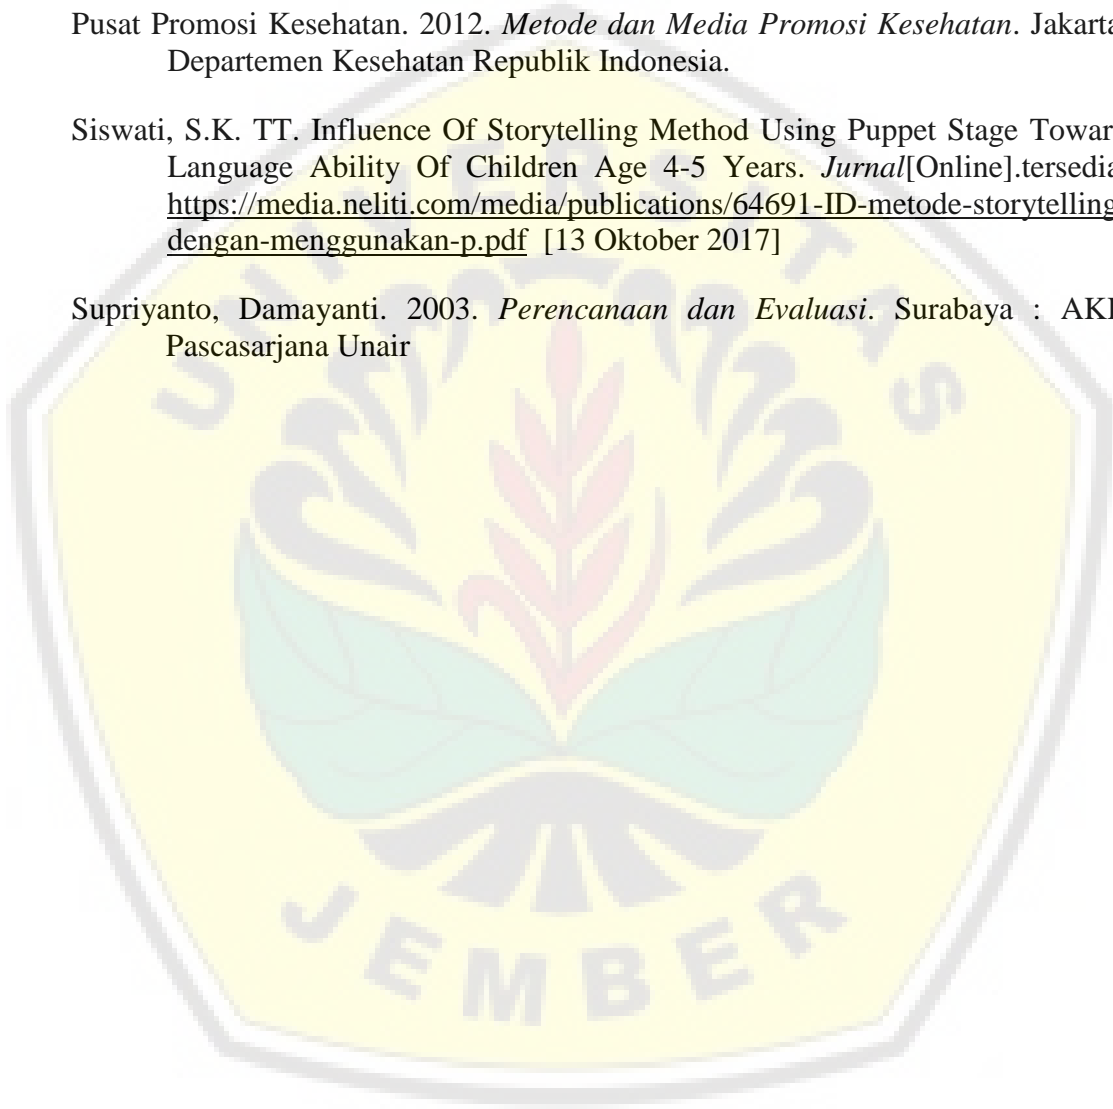 Pusat Promosi Kesehatan. 2012. Metode dan Media Promosi Kesehatan. Jakarta
Departemen Kesehatan Republik Indonesia.
Siswati, S.K. TT. Influence Of Storytelling Method Using Puppet Stage Towar
Language Ability Of Children Age 4-5 Years. Jurnal[Online].tersedia
https://media.neliti.com/media/publications/64691-ID-metode-storytelling
dengan-menggunakan-p.pdf [13 Oktober 2017]
Supriyanto, Damayanti. 2003. Perencanaan dan Evaluasi. Surabaya : AK
Pascasarjana Unair
UNIVERSITAS
JEMBER